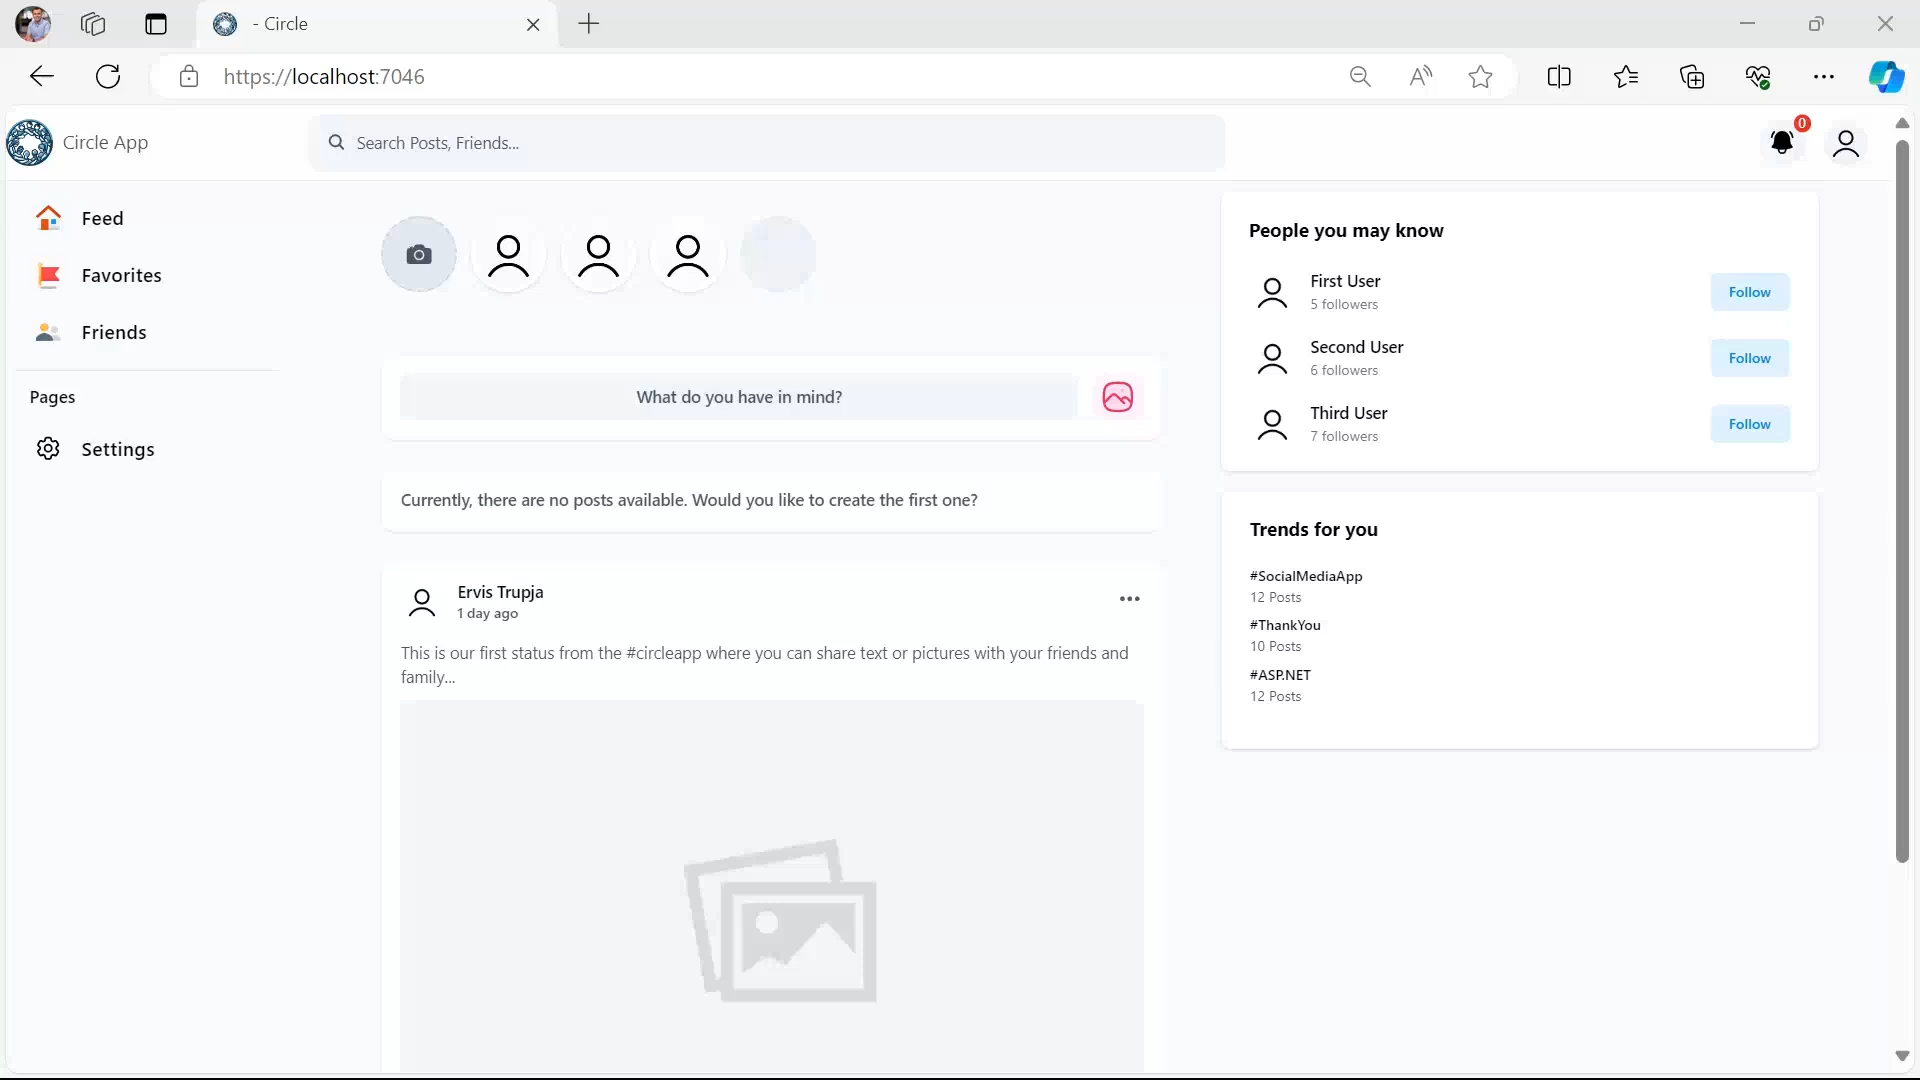 - Circle
https://localhost:7046
Circle App
Search Posts, Friends...
0
Feed
Favorites
Friends
Pages
Settings
What do you have in mind?
Currently, there are no posts available. Would you like to create the first one?
Ervis Trupja
1 day ago
This is our first status from the #circleapp where you can share text or pictures with your friends and
family...
People you may know
First User
5 followers
Follow
Second User
6 followers
Follow
Third User
7 followers
Follow
Trends for you
#SocialMediaApp
12 Posts
#ThankYou
10 Posts
#ASP.NET
12 Posts